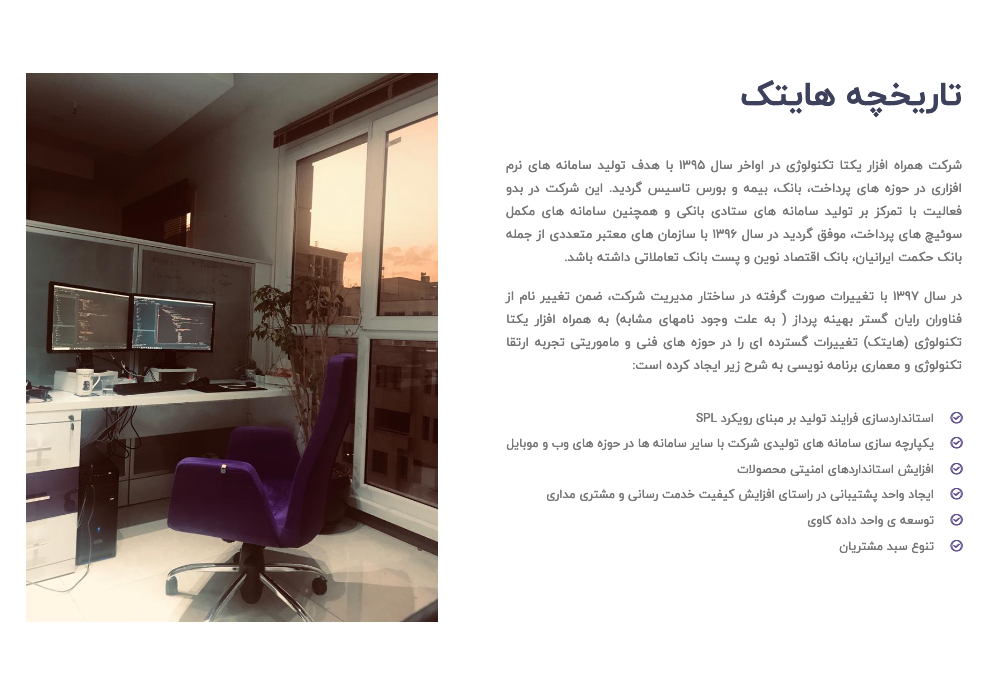 تاریخچه هایتک
شرکت همراه افزار یکتا تکنولوژی در اواخر سال ۱۳۹۵ با هدف تولید سامانه های نرم
افزاری در حوزه های پرداخت، بانک، بیمه و بورس تاسیس گردید. این شرکت در بدو
فعالیت با تمرکز بر تولید سامانه های ستادی بانکی و همچنین سامانه های مکمل
سوئیچ های پرداخت، موفق گردید در سال ۱۳۹۶ با سازمان های معتبر متعددی از جمله
بانک حکمت ایرانیان، بانک اقتصاد نوین و پست بانک تعاملاتی داشته باشد.
در سال ۱۳۹۷ با تغییرات صورت گرفته در ساختار مدیریت شرکت، ضمن تغییر نام از
فناوران رایان گستر بهینه پرداز ( به علت وجود نامهای مشابه) به همراه افزار یکتا
تکنولوژی (هایتک) تغییرات گسترده ای را در حوزه های فنی و ماموریتی تجربه ارتقا
تکنولوژی و معماری برنامه نویسی به شرح زیر ایجاد کرده است:
استانداردسازی فرایند تولید بر مبنای رویکرد SPL
یکپارچه سازی سامانه های تولیدی شرکت با سایر سامانه ها در حوزه های وب و موبایل
افزایش استانداردهای امنیتی محصولات
ایجاد واحد پشتیبانی در راستای افزایش کیفیت خدمت رسانی و مشتری مداری
توسعه ی واحد داده کاوی
تنوع سبد مشتریان